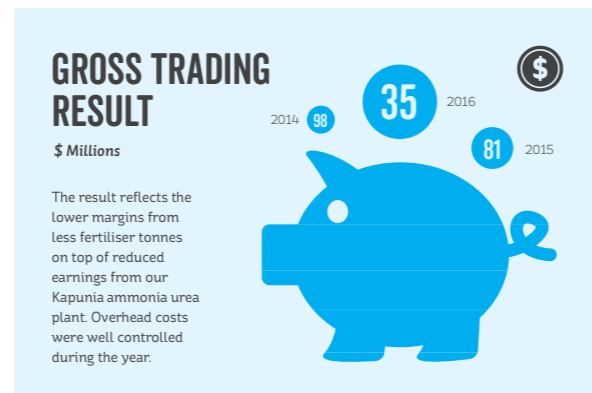 GROSS TRADING
RESULT
$ Millions
The result reflects the
lower margins from
less fertiliser tonnes
on top of reduced
earnings from our
Kapunia ammonia urea
plant. Overhead costs
were well controlled
during the year.
2014 98
35 2016
81 2015
$